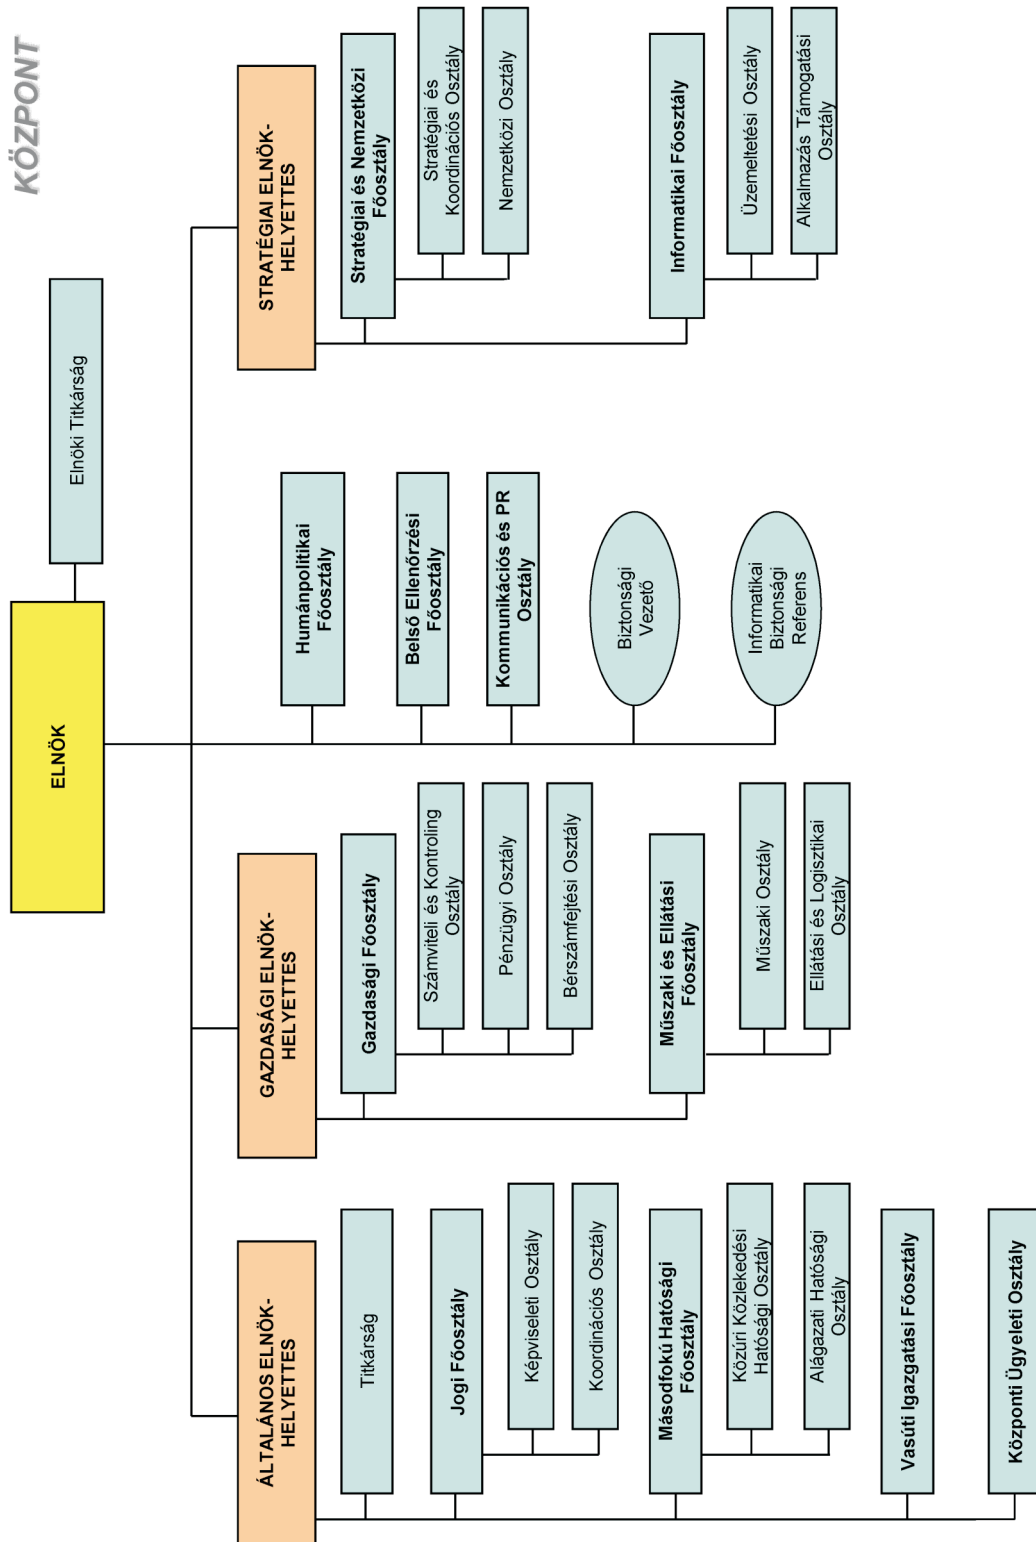 KÖZPONT
ELNÖK
Elnöki Titkárság
ÁLTALÁNOS ELNÖK-
HELYETTES
Titkárság
Jogi Főosztály
Képviseleti Osztály
Koordinációs Osztály
Másodfokú Hatósági
Főosztály
Közúri Közlekedési
Hatósági Osztály
Alágazati Hatósági
Osztály
Vasúti Igazgatási Főosztály
Központi Ügyeleti Osztály
GAZDASÁGI ELNÖK-
HELYETTES
Gazdasági Főosztály
Számviteli és Kontroling
Osztály
Pénzügyi Osztály
Bérszámfejtési Osztály
Műszaki és Ellátási
Főosztály
Műszaki Osztály
Ellátási és Logisztikai
Osztály
Humánpolitikai
Főosztály
Belső Ellenőrzési
Főosztály
Kommunikációs és PR
Osztály
Biztonsági
Vezető
Informatikai
Biztonsági
Referens
STRATÉGIAI ELNÖK-
HELYETTES
Stratégiai és Nemzetközi
Főosztály
Stratégiai és
Koordinációs Osztály
Nemzetközi Osztály
Informatikai Főosztály
Üzemeltetési Osztály
Alkalmazás Támogatási
Osztály